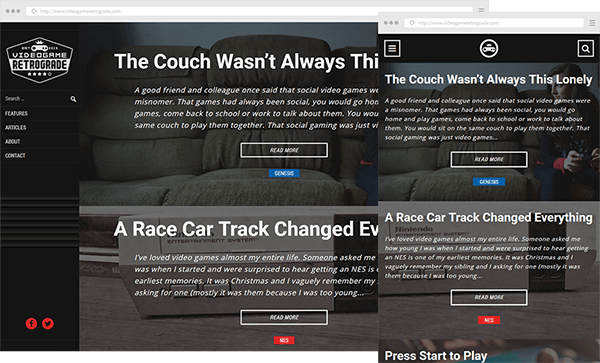 http://www.videogameretrograde.com
EST 2013
VIDEOGAME
RETROGRADE
Search ...
FEATURES
ARTICLES
ABOUT
CONTACT
The Couch Wasn't Always Thi
A good friend and colleague once said that social video games were
misnomer. That games had always been social, you would go hom
games, come back to school or work to talk about them. You would
same couch to play them together. That social gaming was just vi
READ MORE
GENESIS
A Race Car Track Changed Ev
I've loved video games almost my entire life. Someone asked me
was when I started and were surprised to hear getting an NES is o
earliest memories. It was Christmas and I vaguely remember my
asking for one (mostly it was them because I was too young...
READ MORE
NES
ENTERTAINMENT SYSTEM
http://www.videogameretrograde.com
The Couch Wasn't Always This Lonely
A good friend and colleague once said that social video games were
a misnomer. That games had always been social, you would go home
and play games, come back to school or work to talk about
them. You would sit on the same couch to play them together. That
social gaming was just video games...
READ MORE
GENESIS
A Race Car Track Changed Everything
Nintendo
ENTERTAINMENT SYSTEM
I've loved video games almost my entire life. Someone asked me
how young I was when I started and were surprised to hear getting
an NES is one of my earliest memories. It was Christmas and I
vaguely remember my sibling and I asking for one (mostly it was
them because I was too young...
READ MORE
NES
Press Start to Play